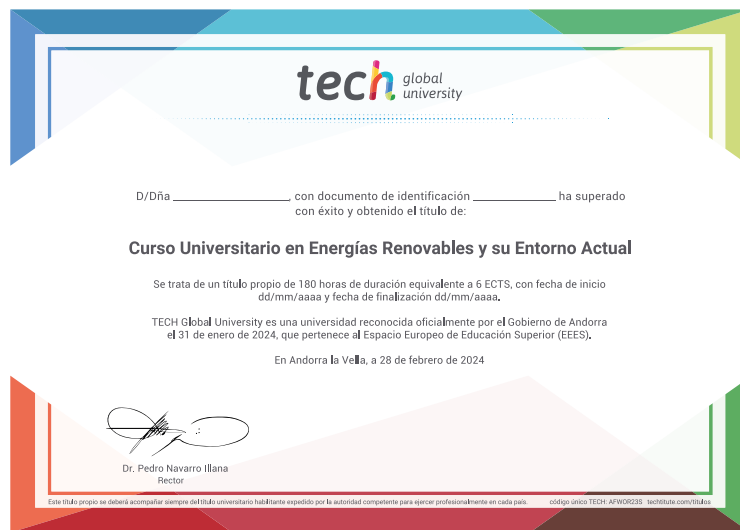 tech global
university
D/Dña ______________, con documento de identificación ______________ ha superado
con éxito y obtenido el título de:
Curso Universitario en Energías Renovables y su Entorno Actual
Se trata de un título propio de 180 horas de duración equivalente a 6 ECTS, con fecha de inicio
dd/mm/aaaa y fecha de finalización dd/mm/aaaa.
TECH Global University es una universidad reconocida oficialmente por el Gobierno de Andorra
el 31 de enero de 2024, que pertenece al Espacio Europeo de Educación Superior (EEES).
En Andorra la Vella, a 28 de febrero de 2024
Dr. Pedro Navarro Illana
Rector
Este título propio se deberá acompañar siempre del título universitario habilitante expedido por la autoridad competente para ejercer profesionalmente en cada país. código único TECH: AFWOR23S techtitute.com/titulos